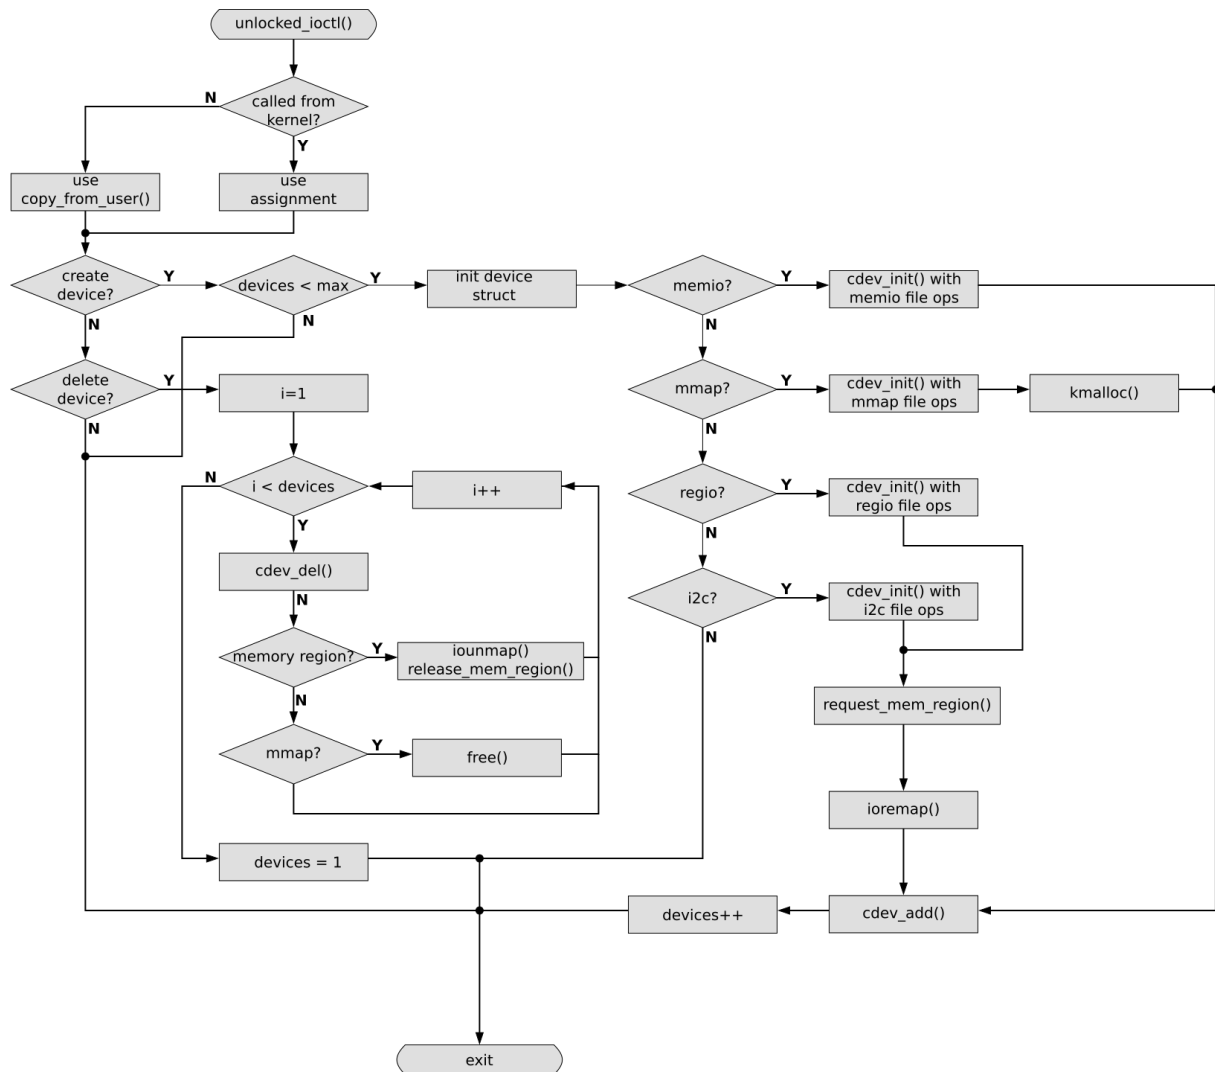 unlocked_ioctl()
called from
kernel?
N
Y
use
copy_from_user()
use
assignment
create
device?
Y
N
devices < max
Y
N
init device
struct
memio?
Y
N
cdev_init() with
memio file ops
delete
device?
Y
N
i=1
mmap?
Y
N
cdev_init() with
mmap file ops
kmalloc()
i < devices
N
Y
i++
regio?
Y
N
cdev_init() with
regio file ops
cdev_del()
N
i2c?
Y
N
cdev_init() with
i2c file ops
memory region?
Y
N
iounmap()
release_mem_region()
request_mem_region()
mmap?
Y
free()
ioremap()
devices = 1
devices++
cdev_add()
exit